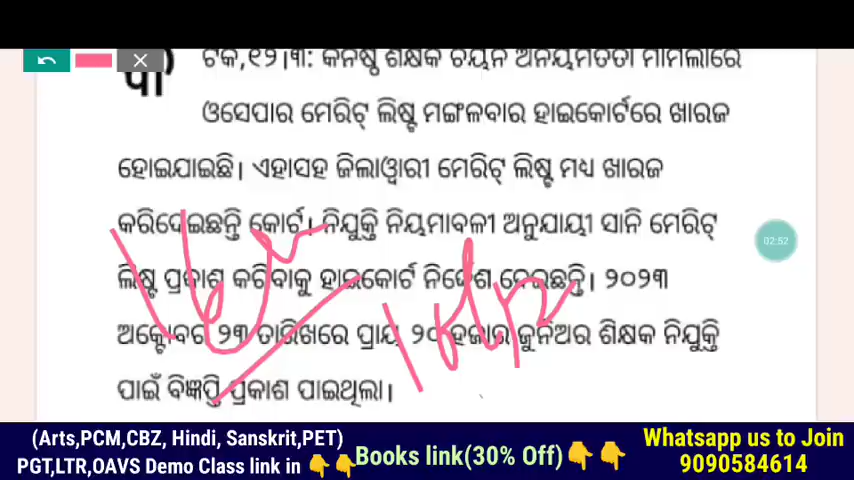 ଟକ,୧୨।୩: କନିଷ୍ଠ ଶିକ୍ଷକ ଚୟନ ଅନିୟମିତତା ମାମଲାରେ
ଓସେପାର ମେରିଟ୍ ଲିଷ୍ଟ ମଙ୍ଗଳବାର ହାଇକୋର୍ଟରେ ଖାରଜ
ହୋଇଯାଇଛି। ଏହାସହ ଜିଲାଓ୍ବାରୀ ମେରିଟ୍ ଲିଷ୍ଟ ମଧ୍ୟ ଖାରଜ
କରିଦେଇଛନ୍ତି କୋର୍ଟ। ନିଯୁକ୍ତି ନିୟମାବଳୀ ଅନୁଯାୟୀ ସାନି ମେରିଟ୍
ଲିଷ୍ଟ ପ୍ରକାଶ କରିବାକୁ ହାଇକୋର୍ଟ ନିର୍ଦ୍ଦେଶ ଦେଇଛନ୍ତି। ୨୦୨୩
ଅକ୍ଟୋବର ୨୩ ତାରିଖରେ ପ୍ରାୟ ୨୦ ହଜାର ଜୁନିଅର ଶିକ୍ଷକ ନିଯୁକ୍ତି
ପାଇଁ ବିଜ୍ଞପ୍ତି ପ୍ରକାଶ ପାଇଥିଲା।
02:52
(Arts,PCM,CBZ, Hindi, Sanskrit,PET)
PGT,LTR,OAVS Demo Class link in 👇👇
Books link(30% Off)👇👇
Whatsapp us to Join
9090584614